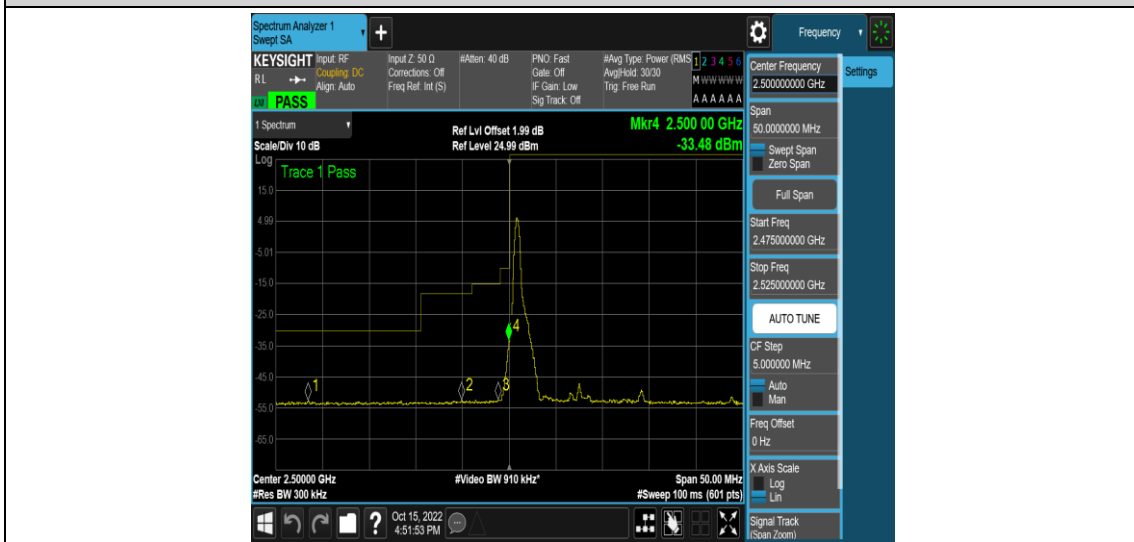 Spectrum Analyzer 1
Swept SA
+
Frequency
KEYSIGHT
RL
PASS
Input: RF
Coupling: DC
Align: Auto
Input Z: 50 Ω
Corrections: Off
Freq Ref: Int (S)
#Atten: 40 dB
PNO: Fast
Gate: Off
IF Gain: Low
Sig Track: Off
#Avg Type: Power (RMS
Avg|Hold: 30/30
Trig: Free Run
1 2 3 4 5 6
M W W W W W
A A A A A A
1 Spectrum
Scale/Div 10 dB
Ref Lvl Offset 1.99 dB
Ref Level 24.99 dBm
Mkr4 2.500 00 GHz
-33.48 dBm
Log
Trace 1 Pass
15.0
4.99
-5.01
-15.0
-25.0
-35.0
-45.0
-55.0
-65.0
1
2
3
4
Center 2.50000 GHz
#Res BW 300 kHz
#Video BW 910 kHz*
Span 50.00 MHz
#Sweep 100 ms (601 pts)
Center Frequency
2.500000000 GHz
Settings
Span
50.0000000 MHz
Swept Span
Zero Span
Full Span
Start Freq
2.475000000 GHz
Stop Freq
2.525000000 GHz
AUTO TUNE
CF Step
5.000000 MHz
Auto
Man
Freq Offset
0 Hz
X Axis Scale
Log
Lin
Signal Track
(Span Zoom)
?
Oct 15, 2022
4:51:53 PM